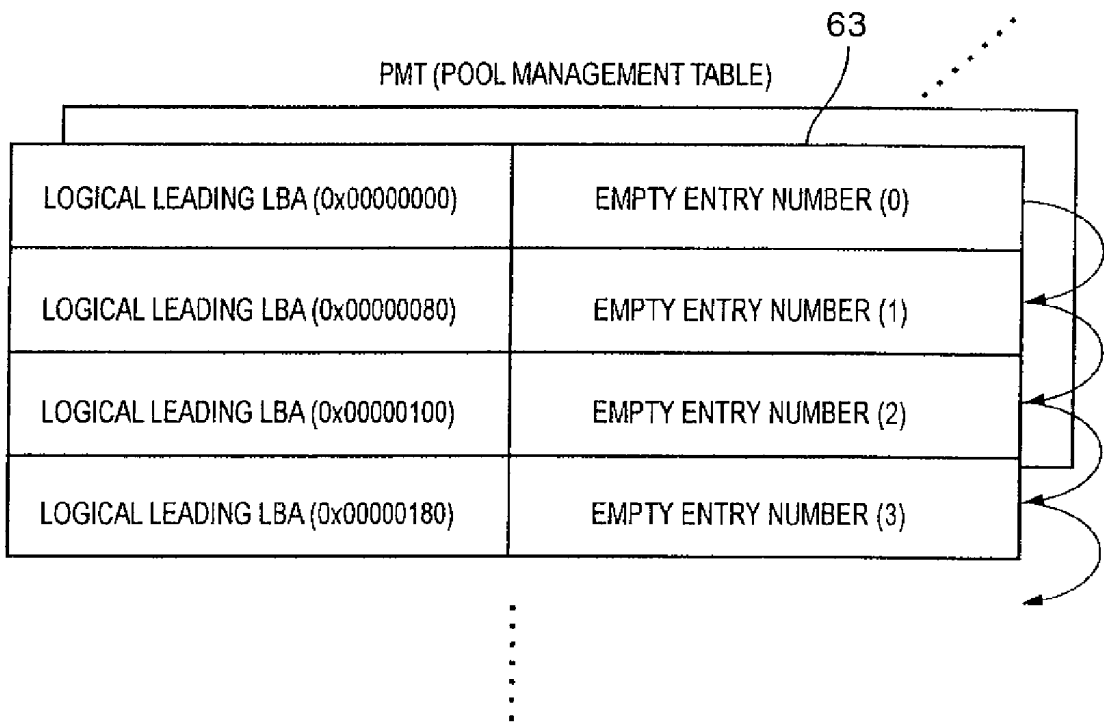 63
PMT (POOL MANAGEMENT TABLE)
LOGICAL LEADING LBA (0x00000000) EMPTY ENTRY NUMBER (0)
LOGICAL LEADING LBA (0x00000080) EMPTY ENTRY NUMBER (1)
LOGICAL LEADING LBA (0x00000100) EMPTY ENTRY NUMBER (2)
LOGICAL LEADING LBA (0x00000180) EMPTY ENTRY NUMBER (3)